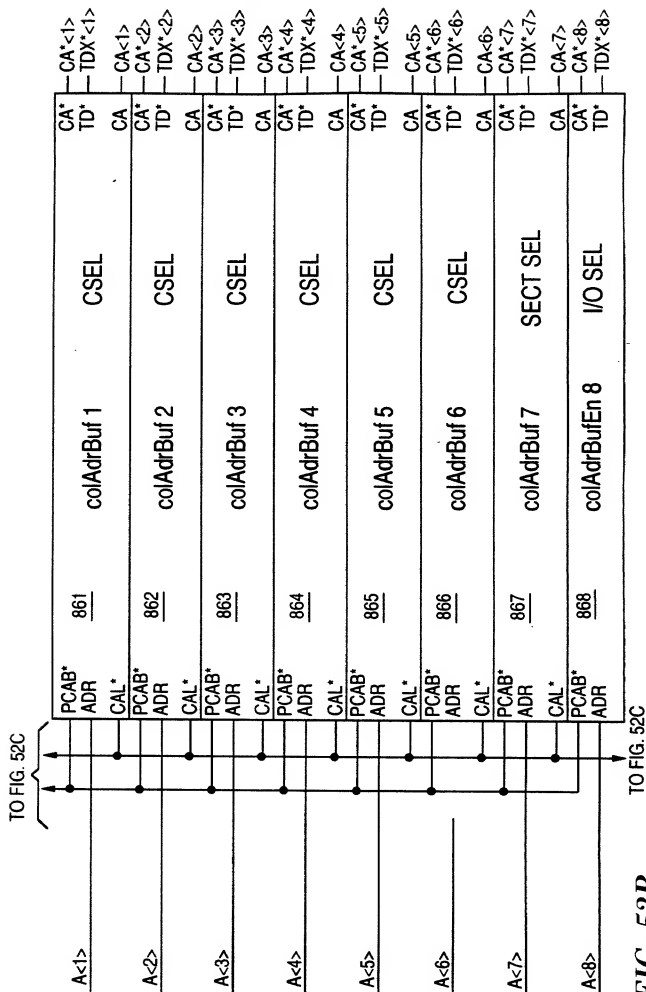 TO FIG. 52C
A<1>
PCAB*
ADR
CAL*
861
colAdrBuf 1
CSEL
CA*
TD*
CA
CA*<1>
TDX*<1>
CA<1>
A<2>
PCAB*
ADR
CAL*
862
colAdrBuf 2
CSEL
CA*
TD*
CA
CA*<2>
TDX*<2>
CA<2>
A<3>
PCAB*
ADR
CAL*
863
colAdrBuf 3
CSEL
CA*
TD*
CA
CA*<3>
TDX*<3>
CA<3>
A<4>
PCAB*
ADR
CAL*
864
colAdrBuf 4
CSEL
CA*
TD*
CA
CA*<4>
TDX*<4>
CA<4>
A<5>
PCAB*
ADR
CAL*
865
colAdrBuf 5
CSEL
CA*
TD*
CA
CA*<5>
TDX*<5>
CA<5>
A<6>
PCAB*
ADR
CAL*
866
colAdrBuf 6
CSEL
CA*
TD*
CA
CA*<6>
TDX*<6>
CA<6>
A<7>
PCAB*
ADR
CAL*
867
colAdrBuf 7
SECT SEL
CA*
TD*
CA
CA*<7>
TDX*<7>
CA<7>
A<8>
PCAB*
ADR
868
colAdrBufEn 8
I/O SEL
CA*
TD*
CA*<8>
TDX*<8>
TO FIG. 52C
FIG. 52B